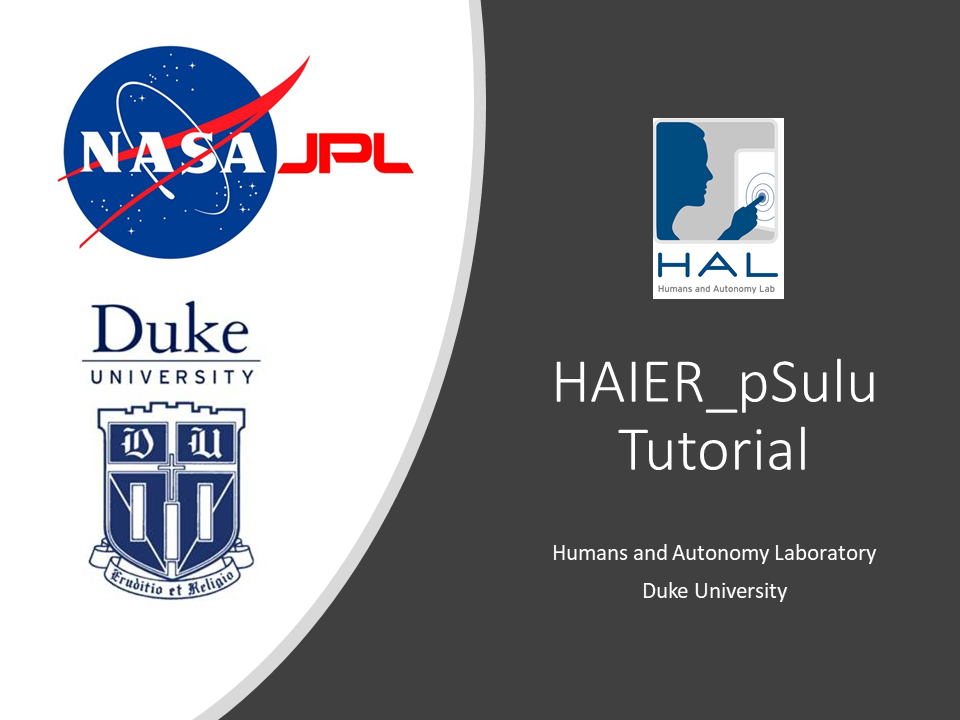 NASA JPL
Duke
UNIVERSITY
D U
Eruditio et Religio
HAL
Humans and Autonomy Lab
HAIER_pSulu
Tutorial
Humans and Autonomy Laboratory
Duke University